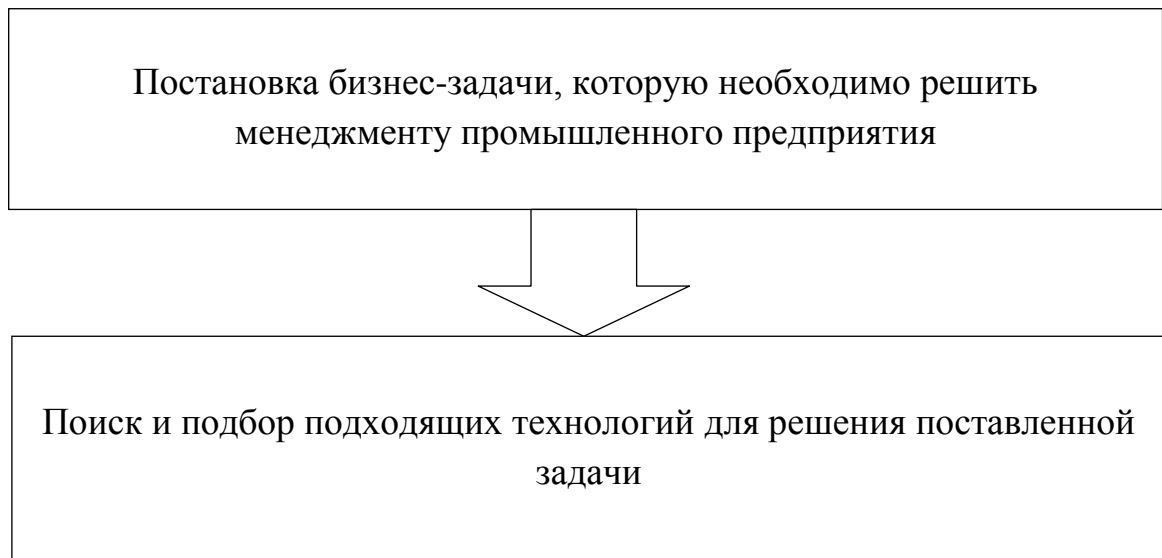 Постановка бизнес-задачи, которую необходимо решить
менеджменту промышленного предприятия
Поиск и подбор подходящих технологий для решения поставленной
задачи